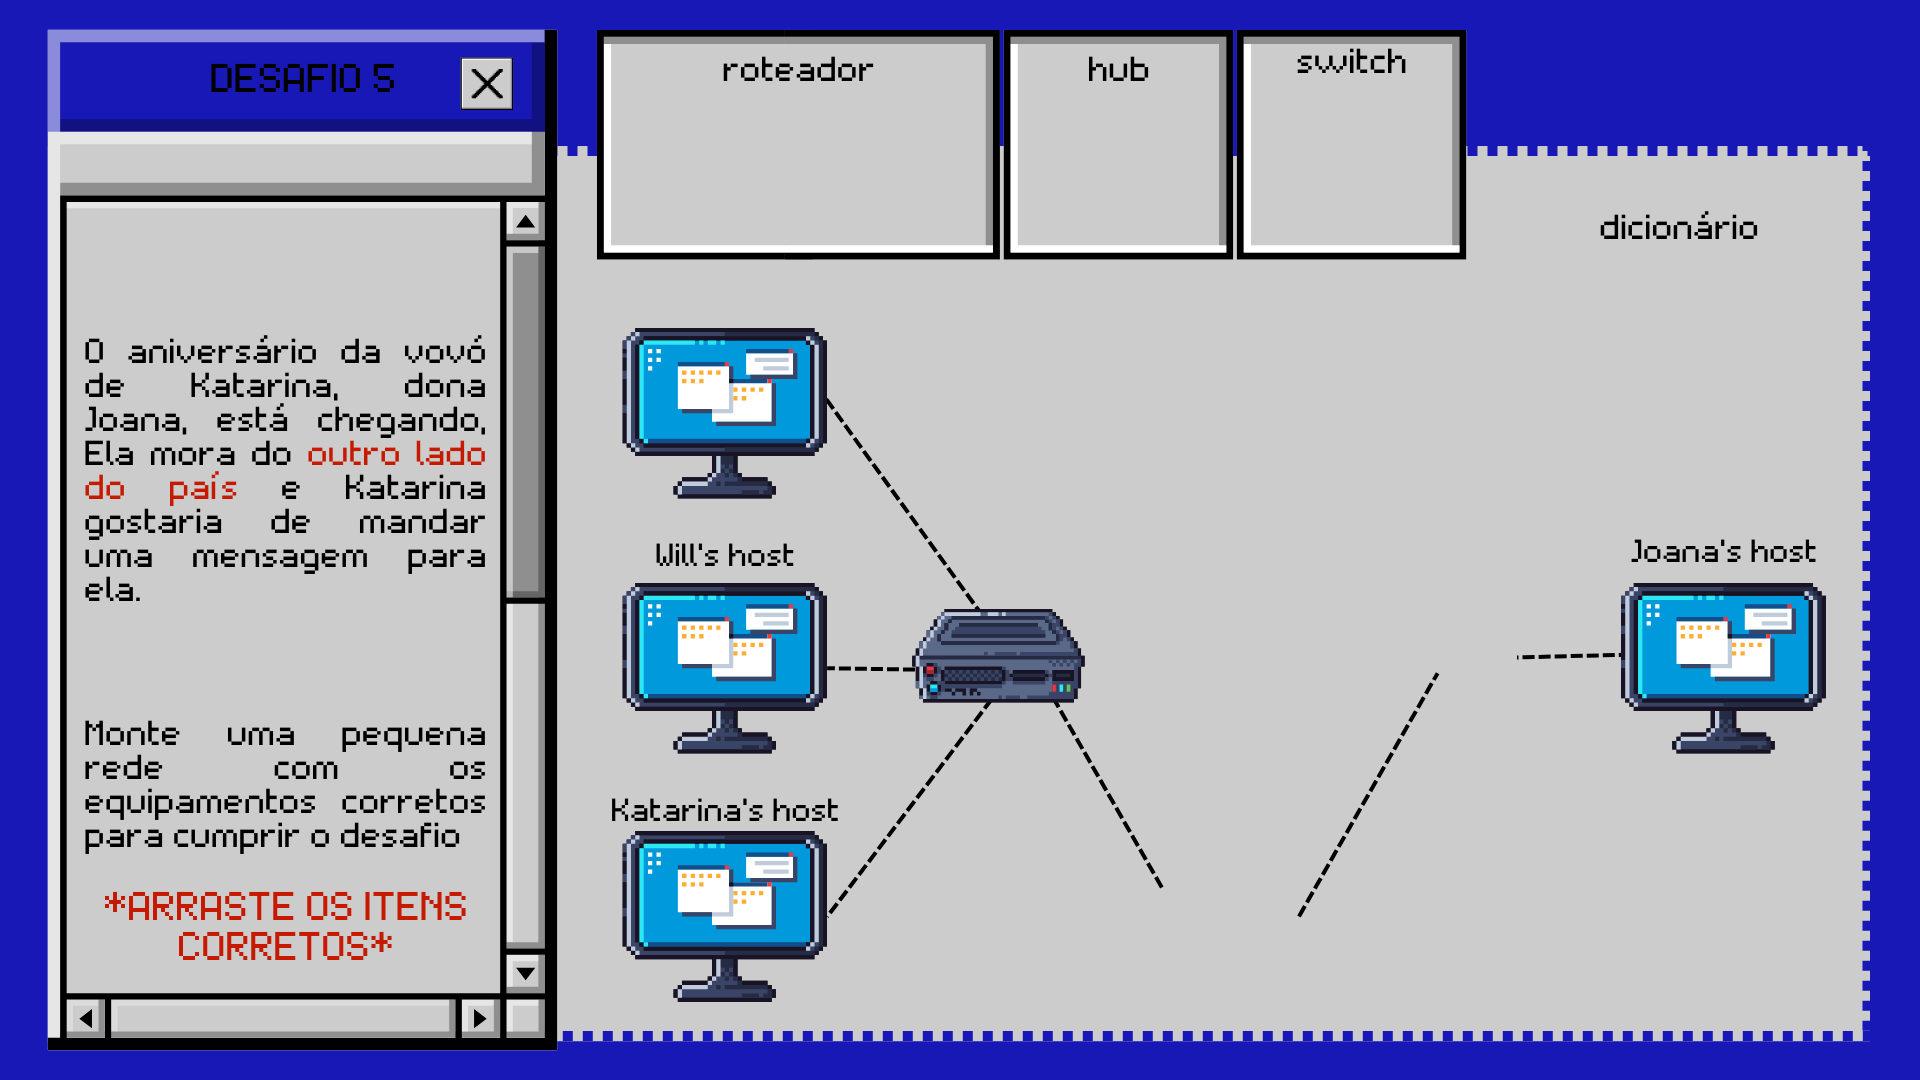 DESAFIO 5
O aniversário da vovó
de Katarina, dona
Joana, está chegando,
Ela mora do outro lado
do país e Katarina
gostaria de mandar
uma mensagem para
ela.
Monte uma pequena
rede com os
equipamentos corretos
para cumprir o desafio
*ARRASTE OS ITENS
CORRETOS*
roteador
hub
switch
dicionário
Will's host
Katarina's host
Joana's host